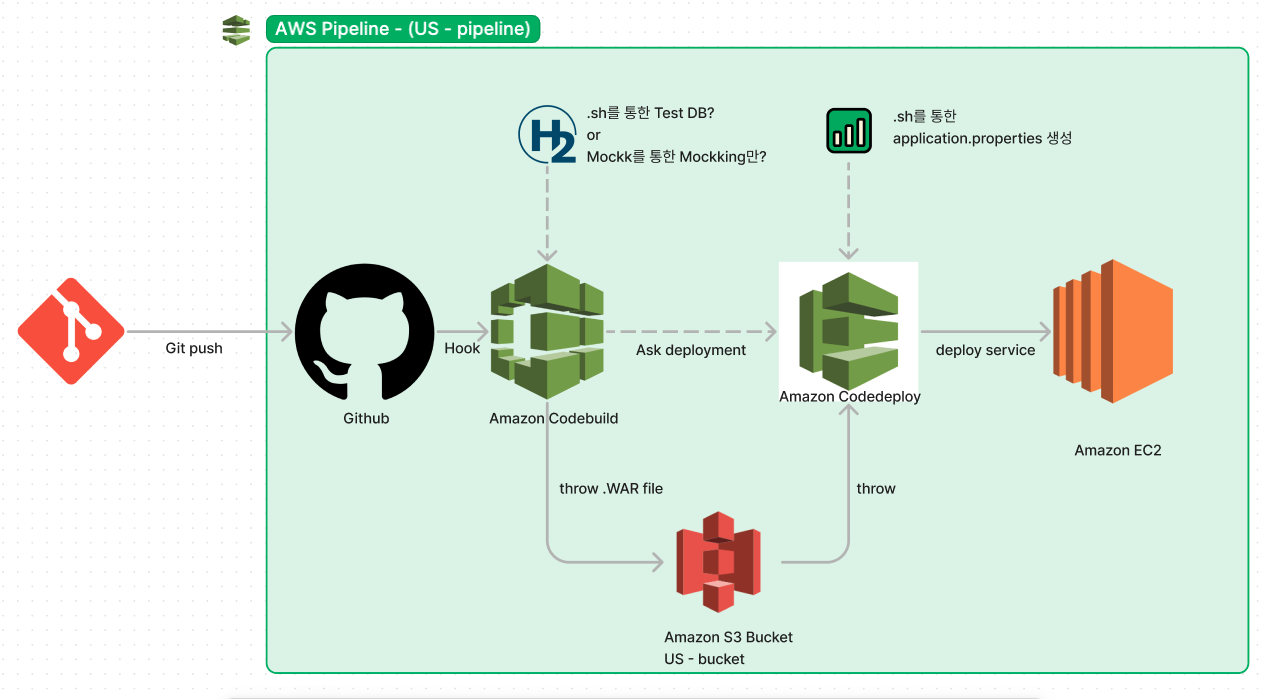 AWS Pipeline - (US - pipeline)
.sh를 통한 Test DB?
or
Mockk를 통한 Mockking만?
H2
.sh를 통한
application.properties 생성
Git push
Hook
Ask deployment
deploy service
Github
Amazon Codebuild
Amazon Codedeploy
Amazon EC2
throw .WAR file
throw
Amazon S3 Bucket
US - bucket